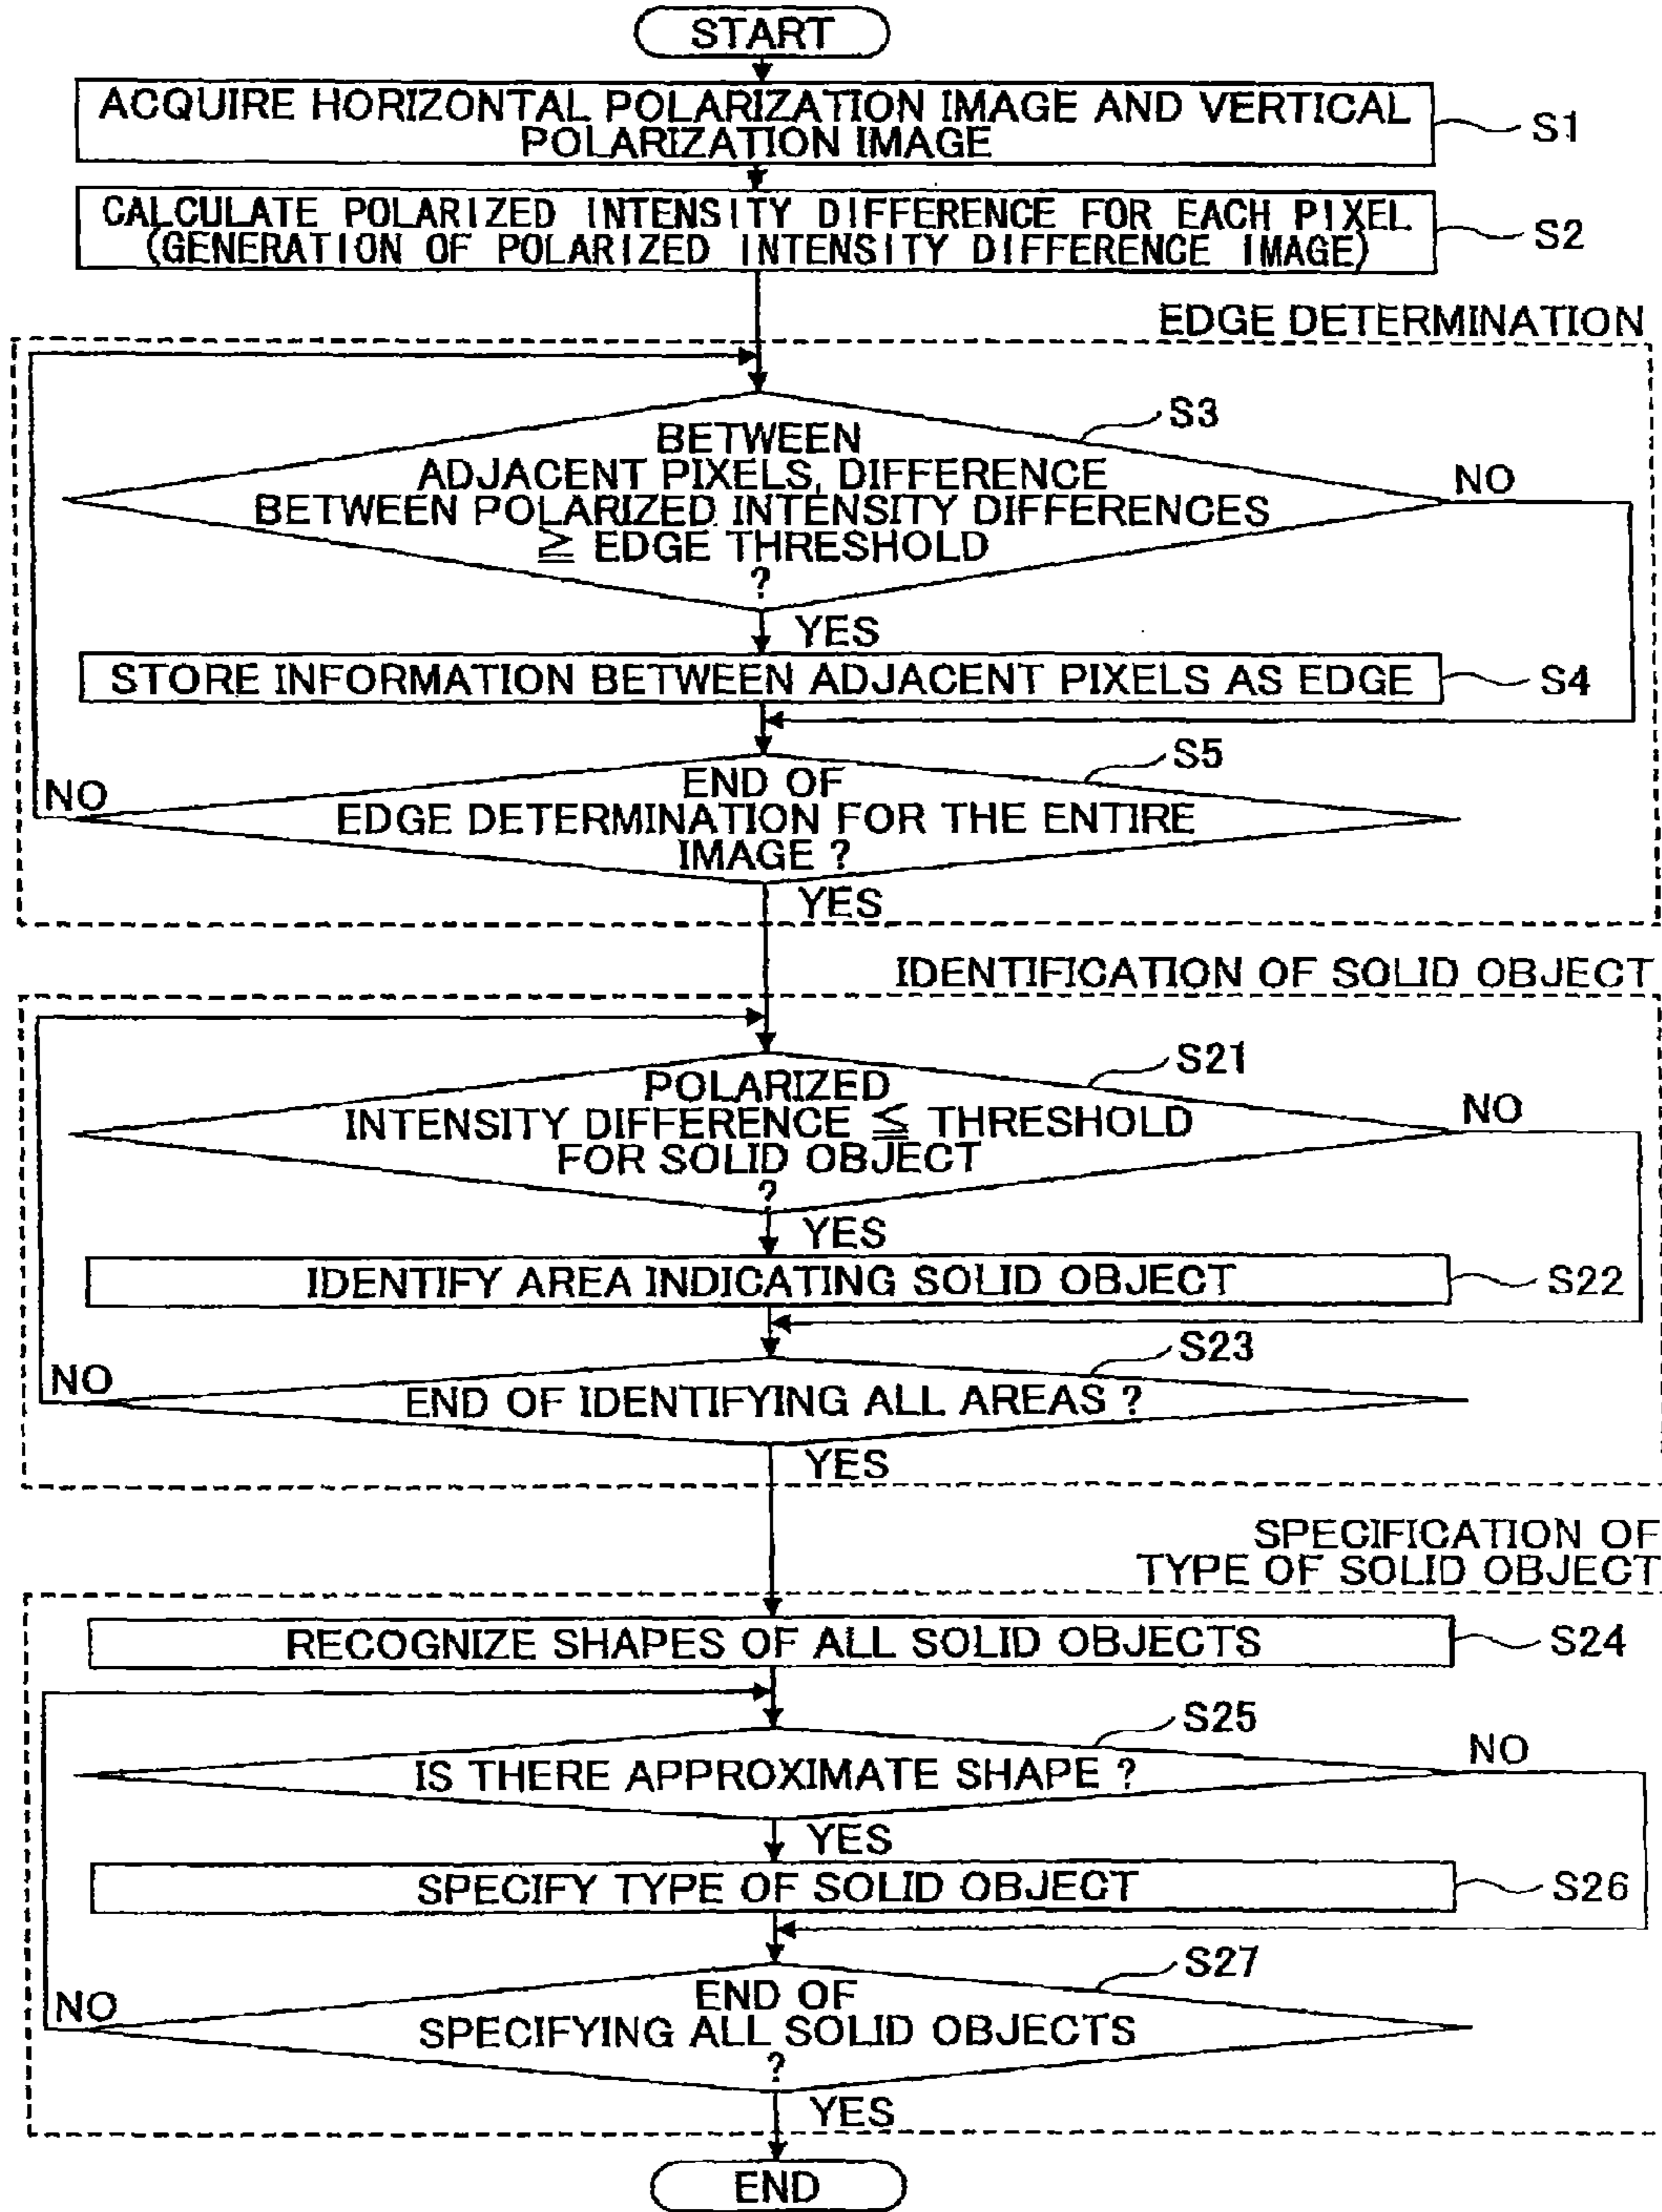 START
ACQUIRE HORIZONTAL POLARIZATION IMAGE AND VERTICAL
POLARIZATION IMAGE
S1
CALCULATE POLARIZED INTENSITY DIFFERENCE FOR EACH PIXEL
(GENERATION OF POLARIZED INTENSITY DIFFERENCE IMAGE)
S2
EDGE DETERMINATION
S3
BETWEEN
ADJACENT PIXELS, DIFFERENCE
BETWEEN POLARIZED INTENSITY DIFFERENCES
≧ EDGE THRESHOLD
?
NO
YES
STORE INFORMATION BETWEEN ADJACENT PIXELS AS EDGE
S4
S5
END OF
EDGE DETERMINATION FOR THE ENTIRE
IMAGE ?
NO
YES
IDENTIFICATION OF SOLID OBJECT
S21
POLARIZED
INTENSITY DIFFERENCE ≦ THRESHOLD
FOR SOLID OBJECT
?
NO
YES
IDENTIFY AREA INDICATING SOLID OBJECT
S22
S23
END OF IDENTIFYING ALL AREAS ?
NO
YES
SPECIFICATION OF
TYPE OF SOLID OBJECT
RECOGNIZE SHAPES OF ALL SOLID OBJECTS
S24
S25
IS THERE APPROXIMATE SHAPE ?
NO
YES
SPECIFY TYPE OF SOLID OBJECT
S26
S27
END OF
SPECIFYING ALL SOLID OBJECTS
?
NO
YES
END